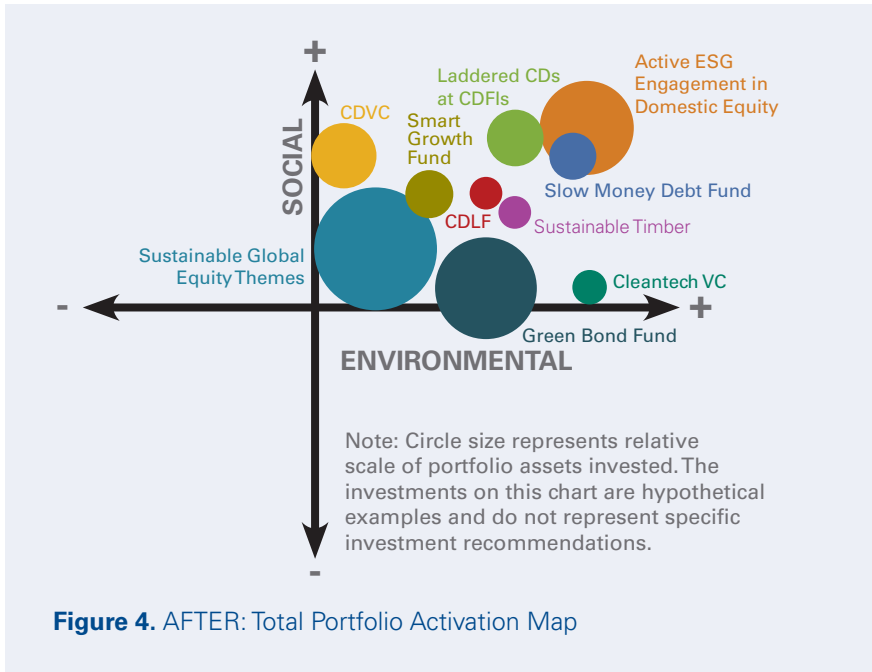 +
Active ESG
Engagement in
Domestic Equity
Laddered CDs
at CDFIs
CDVC
Smart
Growth
Fund
SOCIAL
Slow Money Debt Fund
CDLF
Sustainable Timber
Sustainable Global
Equity Themes
Cleantech VC
-
+
Green Bond Fund
ENVIRONMENTAL
Note: Circle size represents relative
scale of portfolio assets invested. The
investments on this chart are hypothetical
examples and do not represent specific
investment recommendations.
-
Figure 4. AFTER: Total Portfolio Activation Map